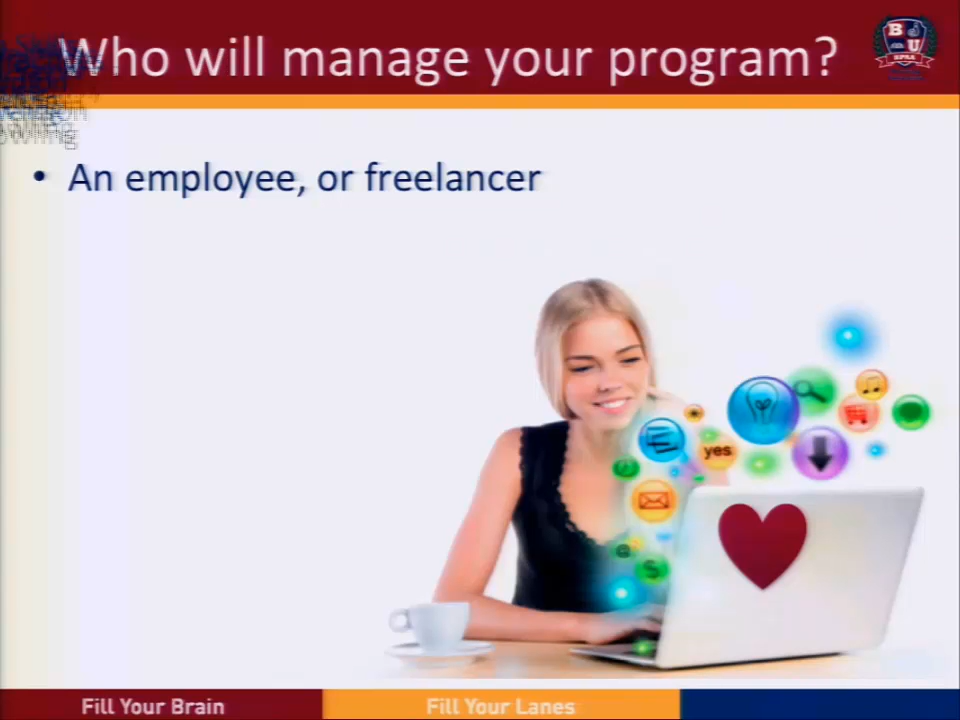 Who will manage your program?
B U
• An employee, or freelancer
yes
Fill Your Brain
Fill Your Lanes